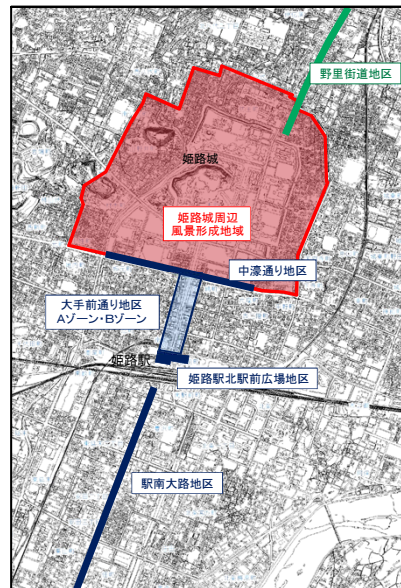 野里街道地区
姫路城
姫路城周辺
風景形成地域
中濠通り地区
大手前通り地区
Aゾーン・Bゾーン
姫路駅
姫路駅北駅前広場地区
駅南大路地区